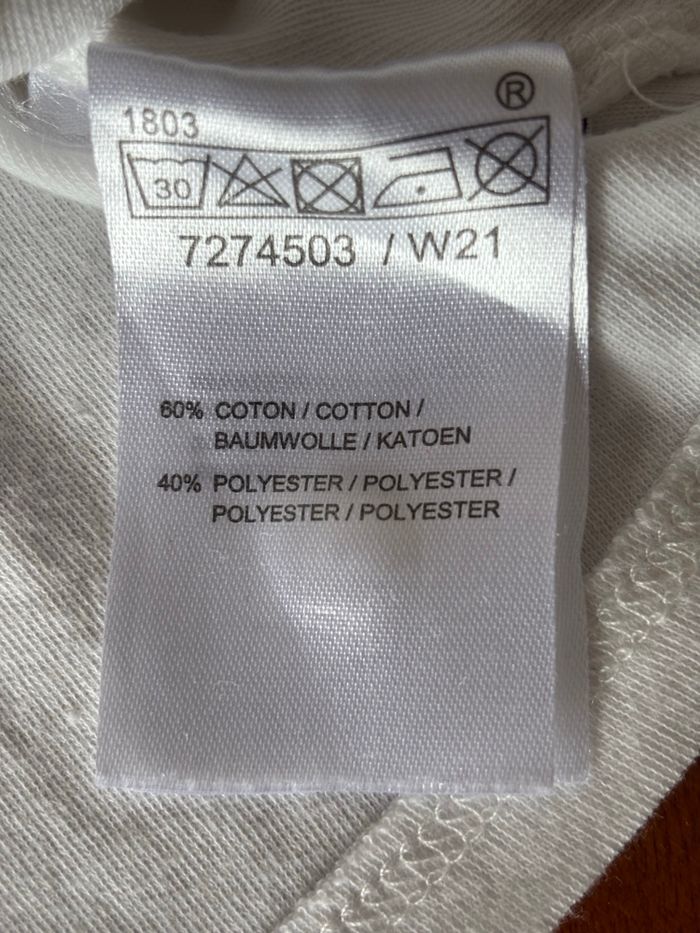 ®
1803
30
7274503 / W21
60% COTON / COTTON /
BAUMWOLLE / KATOEN
40% POLYESTER / POLYESTER /
POLYESTER / POLYESTER